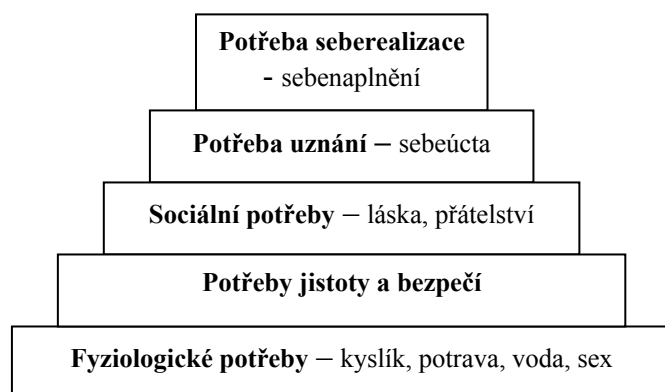 Potřeba seberealizace
- sebenaplnění
Potřeba uznání – sebeúcta
Sociální potřeby – láska, přátelství
Potřeby jistoty a bezpečí
Fyziologické potřeby – kyslík, potrava, voda, sex